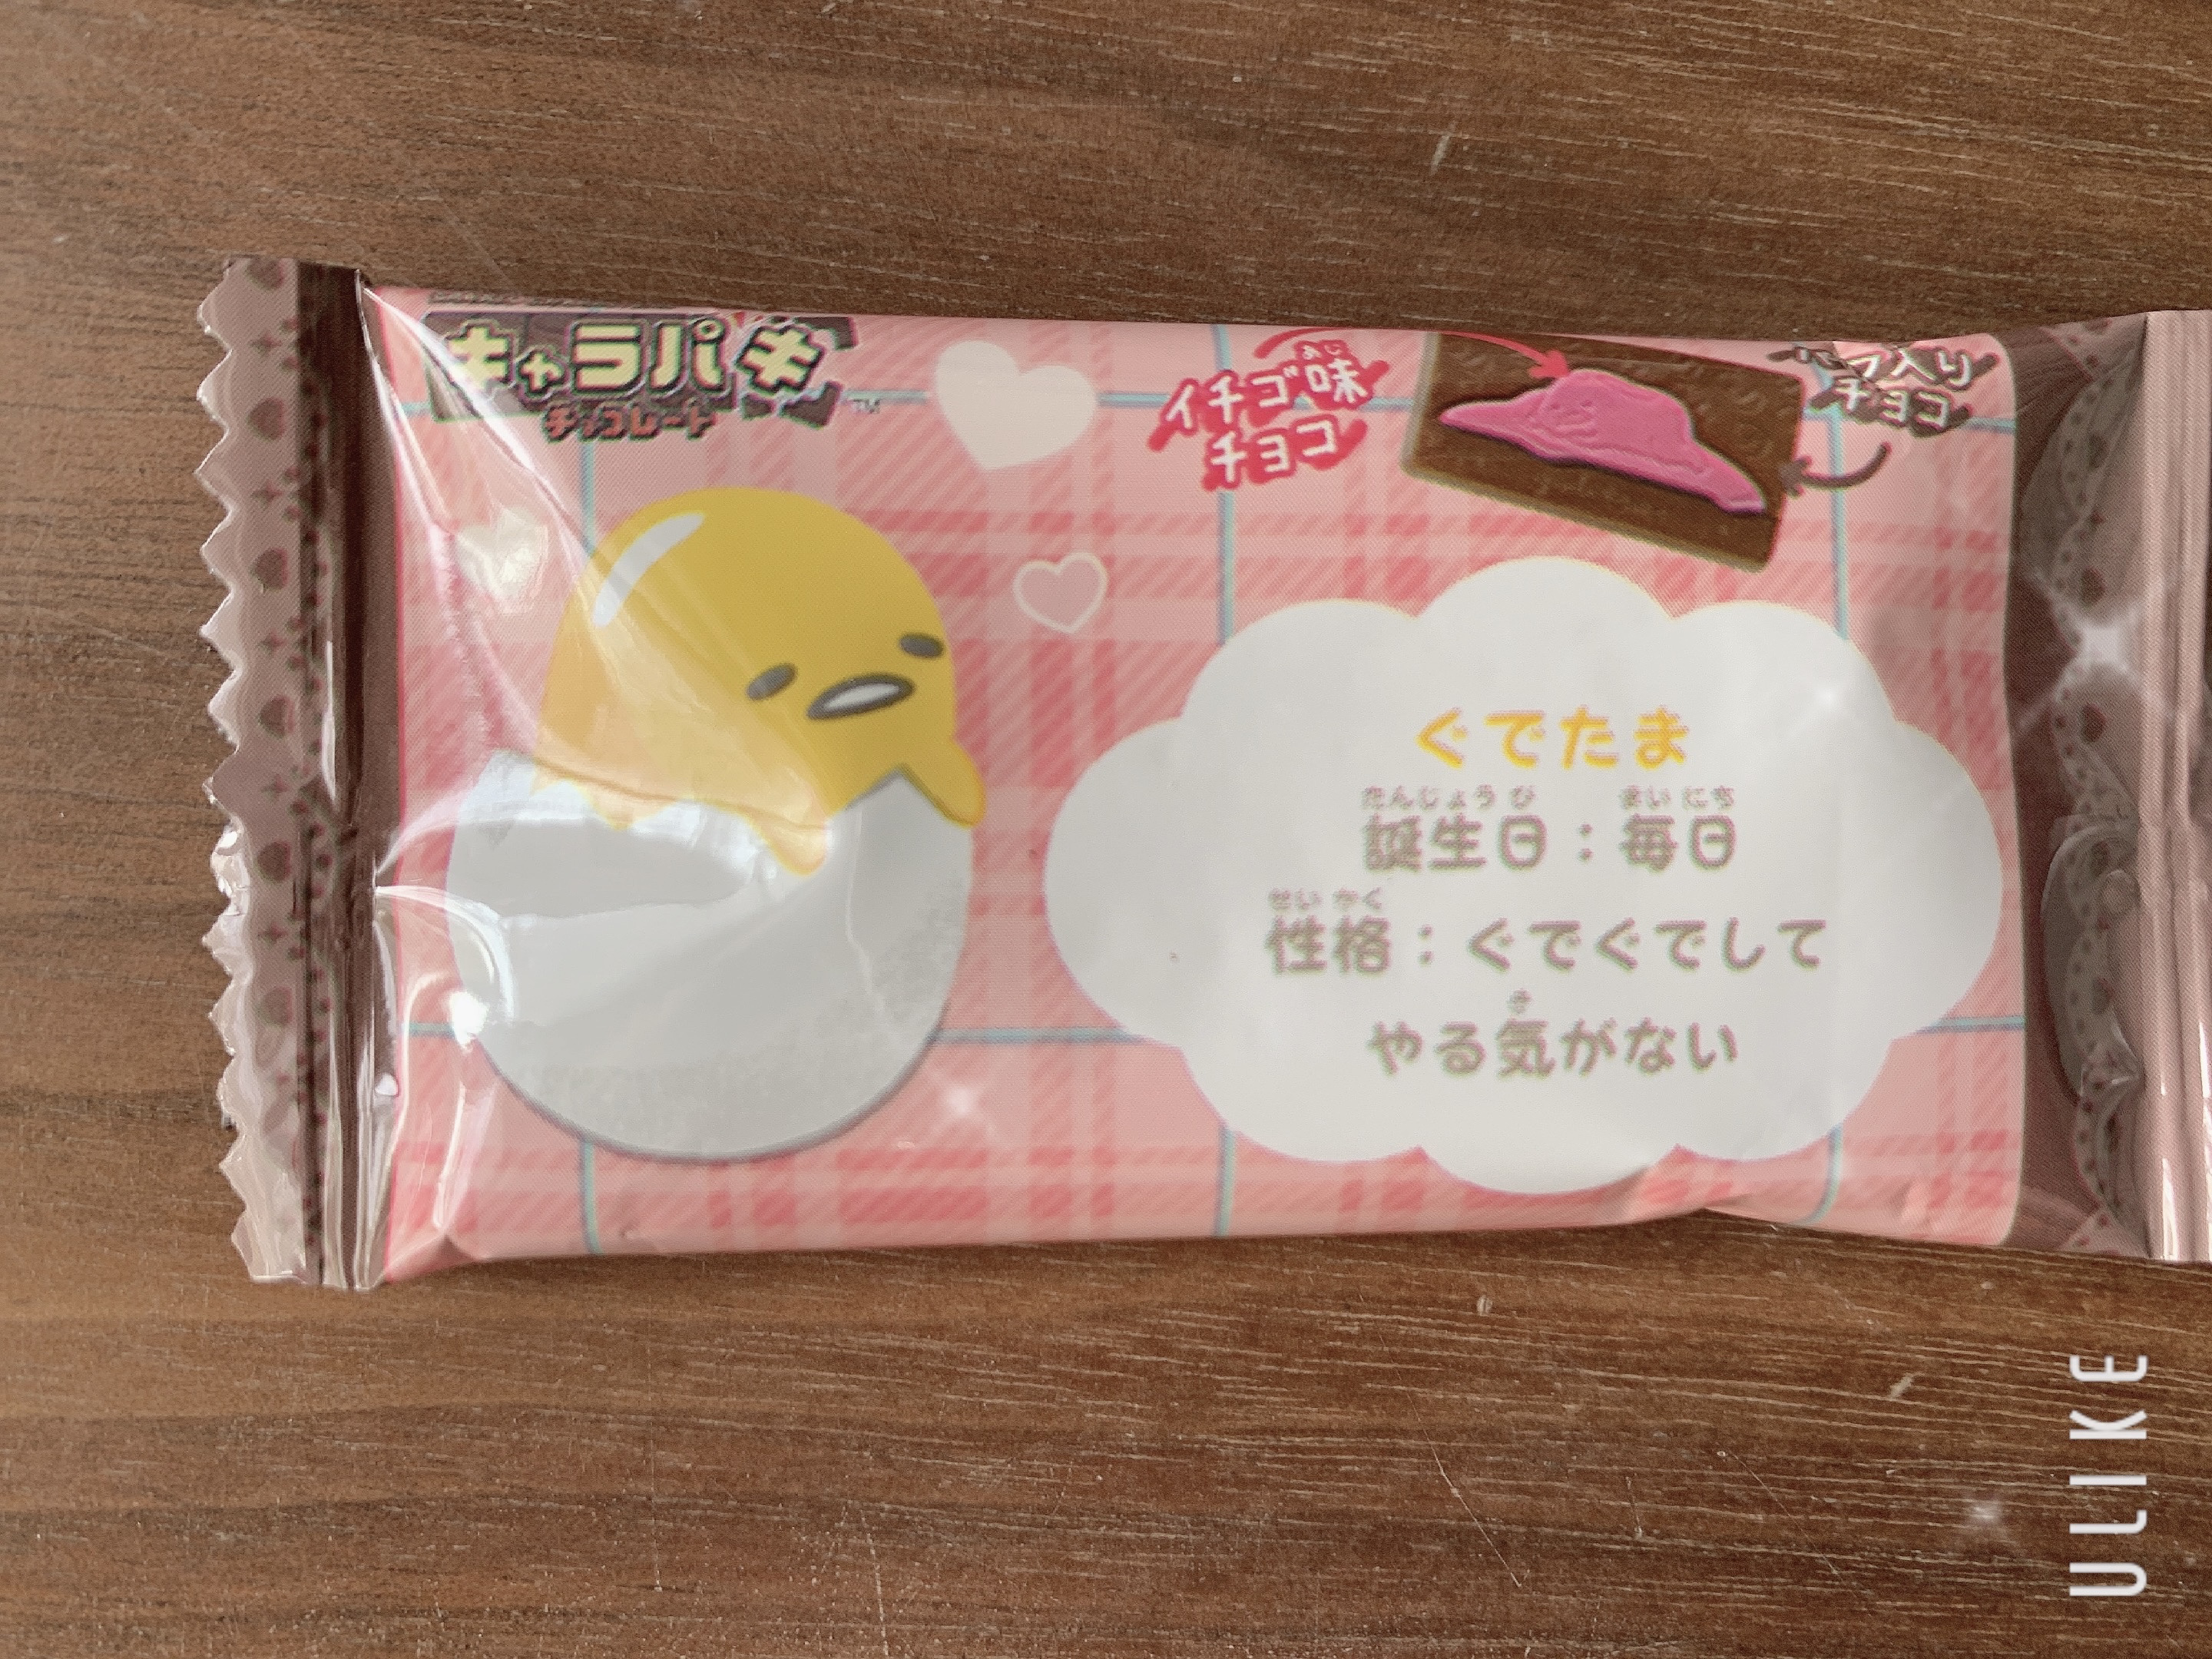 キャラパキ
チョコレート
TM
イチゴ味
あじ
チョコ
パフ入り
チョコ
ぐでたま
たんじょう び まい にち
誕生日：毎日
せい かく
性格：ぐでぐでして
き
やる気がない
ULIKE